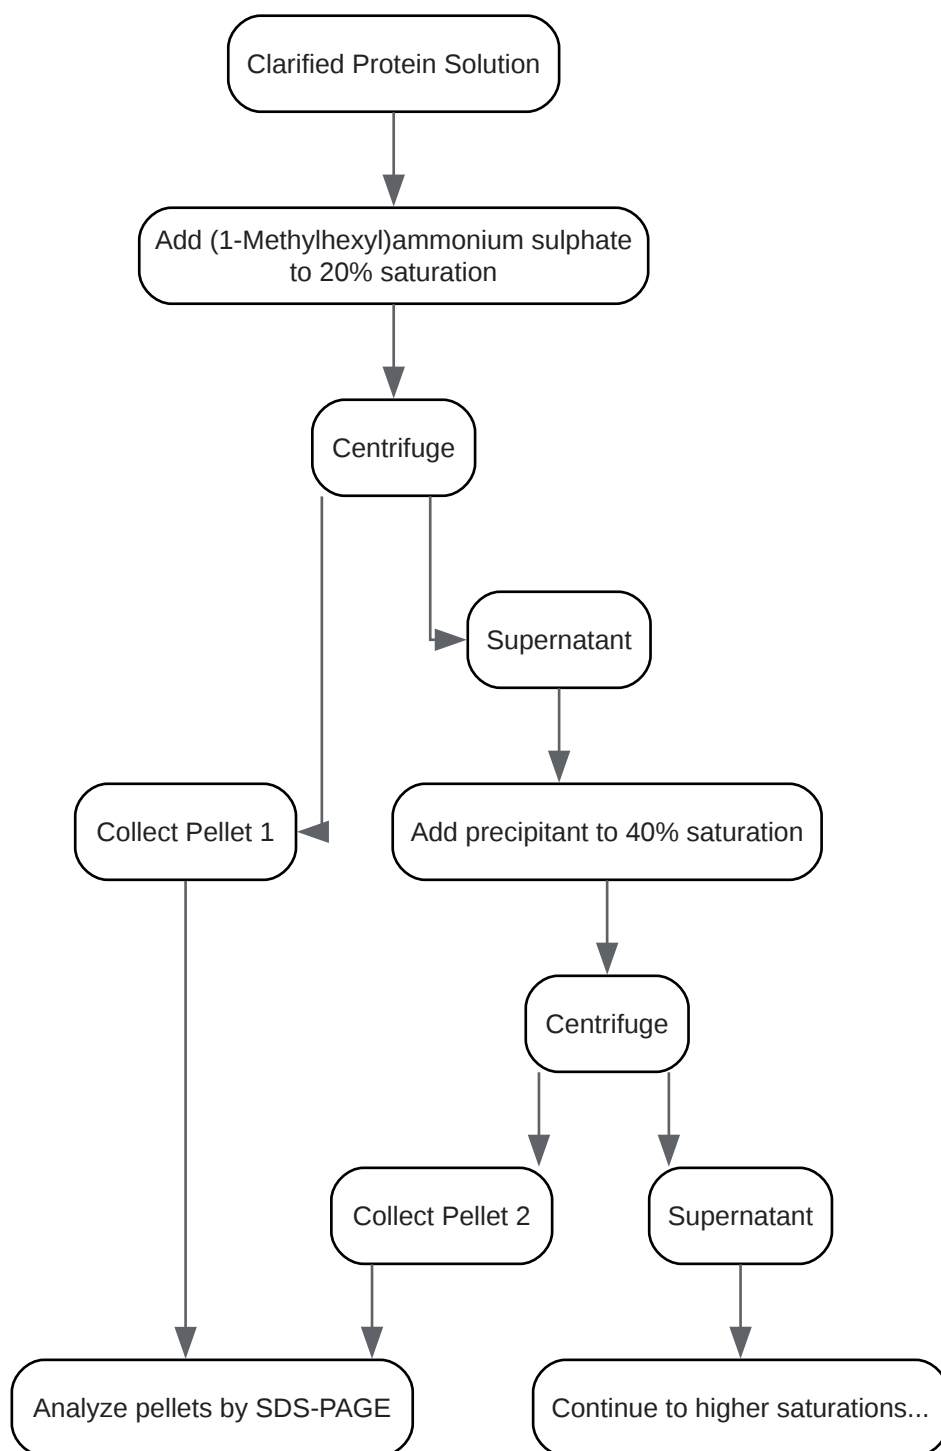 Clarified Protein Solution
Add (1-Methylhexyl)ammonium sulphate
to 20% saturation
Centrifuge
Supernatant
Collect Pellet 1
Add precipitant to 40% saturation
Centrifuge
Collect Pellet 2
Supernatant
Analyze pellets by SDS-PAGE
Continue to higher saturations...